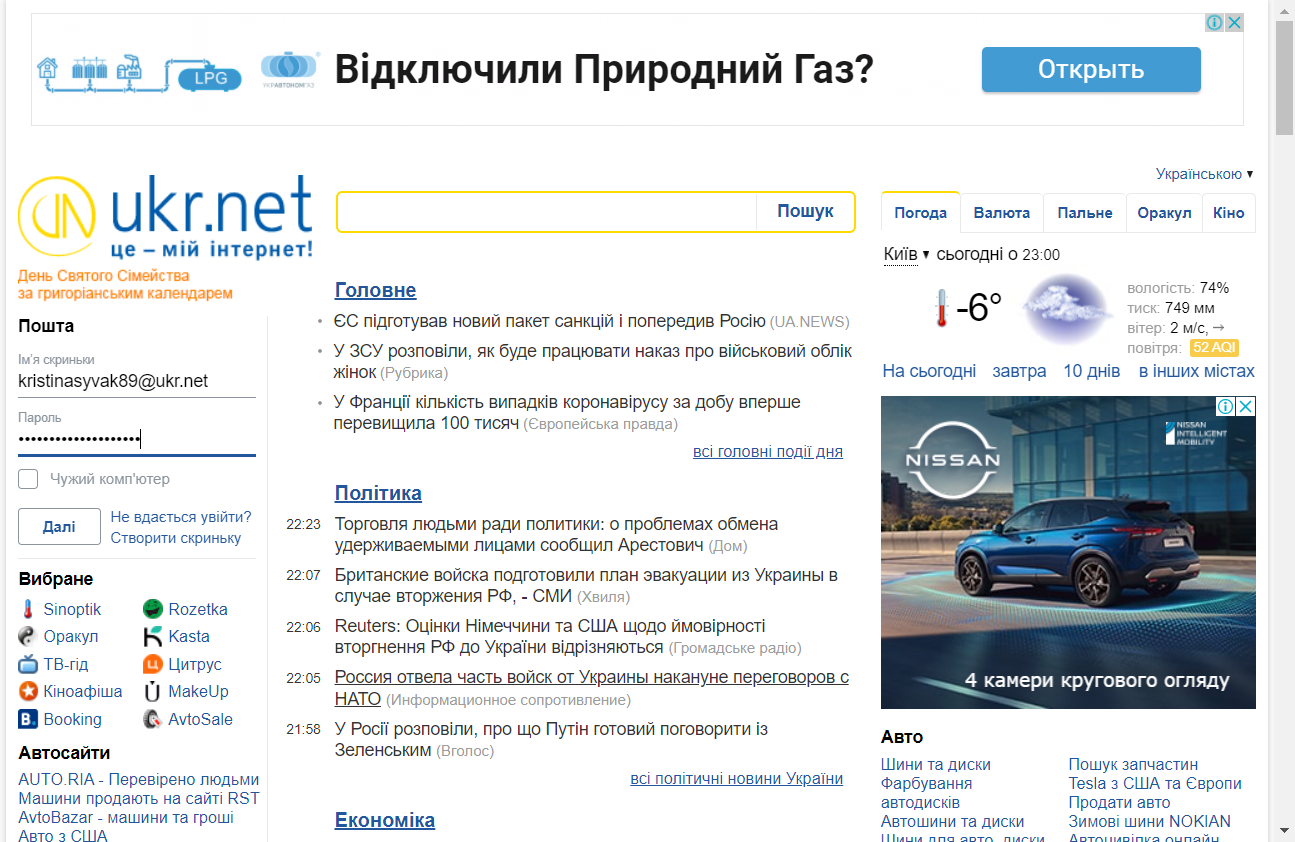 LPG
УКРАВТОНОМГАЗ
Відключили Природний Газ?
Открыть
Українською
ukr.net
це – мій інтернет!
День Святого Сімейства
за григоріанським календарем
Пошук
Погода
Валюта
Пальне
Оракул
Кіно
Київ сьогодні о 23:00
-6°
вологість: 74%
тиск: 749 мм
вітер: 2 м/с, →
повітря: 52 AQI
На сьогодні завтра 10 днів в інших містах
Пошта
Ім'я скриньки
kristinasyvak89@ukr.net
Пароль
••••••••••••••••••••
Чужий комп'ютер
Далі
Не вдається увійти?
Створити скриньку
Вибране
Sinoptik Rozetka
Оракул Kasta
ТВ-гід Цитрус
Кіноафіша MakeUp
Booking AvtoSale
Автосайти
AUTO.RIA - Перевірено людьми
Машини продають на сайті RST
AvtoBazar - машини та гроші
Авто з США
Головне
ЄС підготував новий пакет санкцій і попередив Росію (UA.NEWS)
У ЗСУ розповіли, як буде працювати наказ про військовий облік
жінок (Рубрика)
У Франції кількість випадків коронавірусу за добу вперше
перевищила 100 тисяч (Європейська правда)
всі головні події дня
Політика
22:23 Торговля людьми ради политики: о проблемах обмена
удерживаемыми лицами сообщил Арестович (Дом)
22:07 Британские войска подготовили план эвакуации из Украины в
случае вторжения РФ, - СМИ (Хвиля)
22:06 Reuters: Оцінки Німеччини та США щодо ймовірності
вторгнення РФ до України відрізняються (Громадське радіо)
22:05 Россия отвела часть войск от Украины накануне переговоров с
НАТО (Информационное сопротивление)
21:58 У Росії розповіли, про що Путін готовий поговорити із
Зеленським (Вголос)
всі політичні новини України
Економіка
NISSAN
NISSAN
INTELLIGENT
MOBILITY
4 камери кругового огляду
Авто
Шини та диски
Фарбування
автодисків
Автошини та диски
Шини для авто, диски
Пошук запчастин
Tesla з США та Європи
Продати авто
Зимові шини NOKIAN
Автоцивілка онлайн